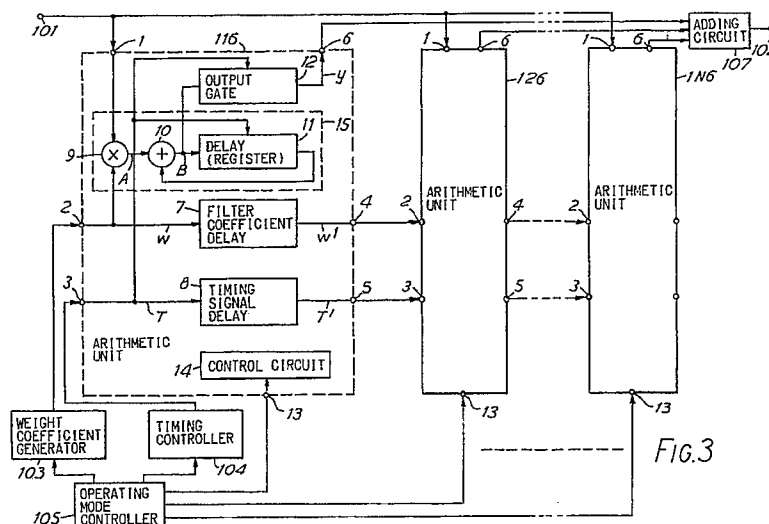 101
1
116
6
12
OUTPUT
GATE
y
1
6
126
1
6
ADDING
CIRCUIT
107
102
1N6
9
×
A
10
+
B
11
DELAY
(REGISTER)
15
2
7
FILTER
COEFFICIENT
DELAY
W
W'
4
2
ARITHMETIC
UNIT
4
2
ARITHMETIC
UNIT
3
8
TIMING
SIGNAL
DELAY
T
T'
5
3
5
3
ARITHMETIC
UNIT
14
CONTROL CIRCUIT
13
13
13
WEIGHT
COEFFICIENT
GENERATOR
103
TIMING
CONTROLLER
104
105
OPERATING
MODE
CONTROLLER
FIG.3